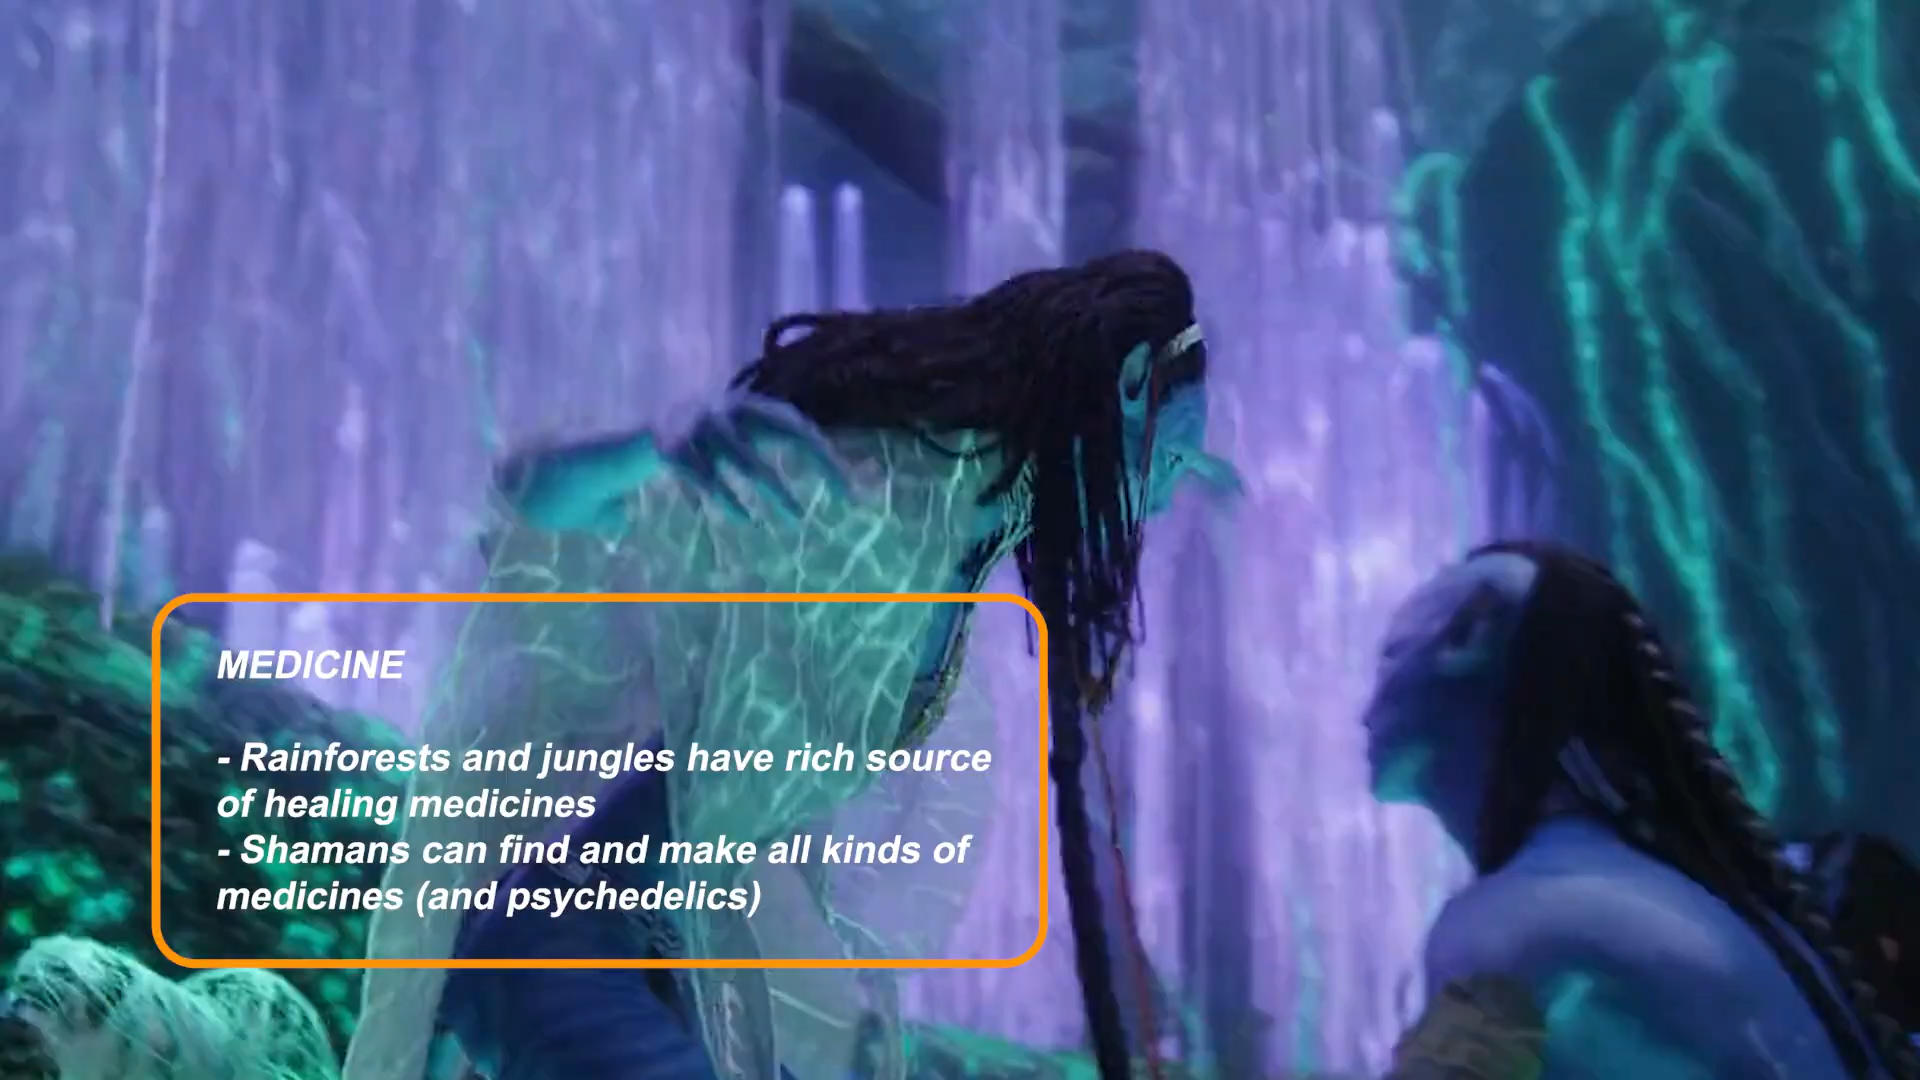 MEDICINE
- Rainforests and jungles have rich source
of healing medicines
- Shamans can find and make all kinds of
medicines (and psychedelics)